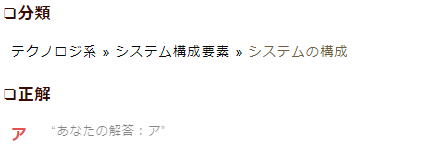 ❏分類
テクノロジ系 » システム構成要素 » システムの構成
❏正解
ア “あなたの解答：ア”